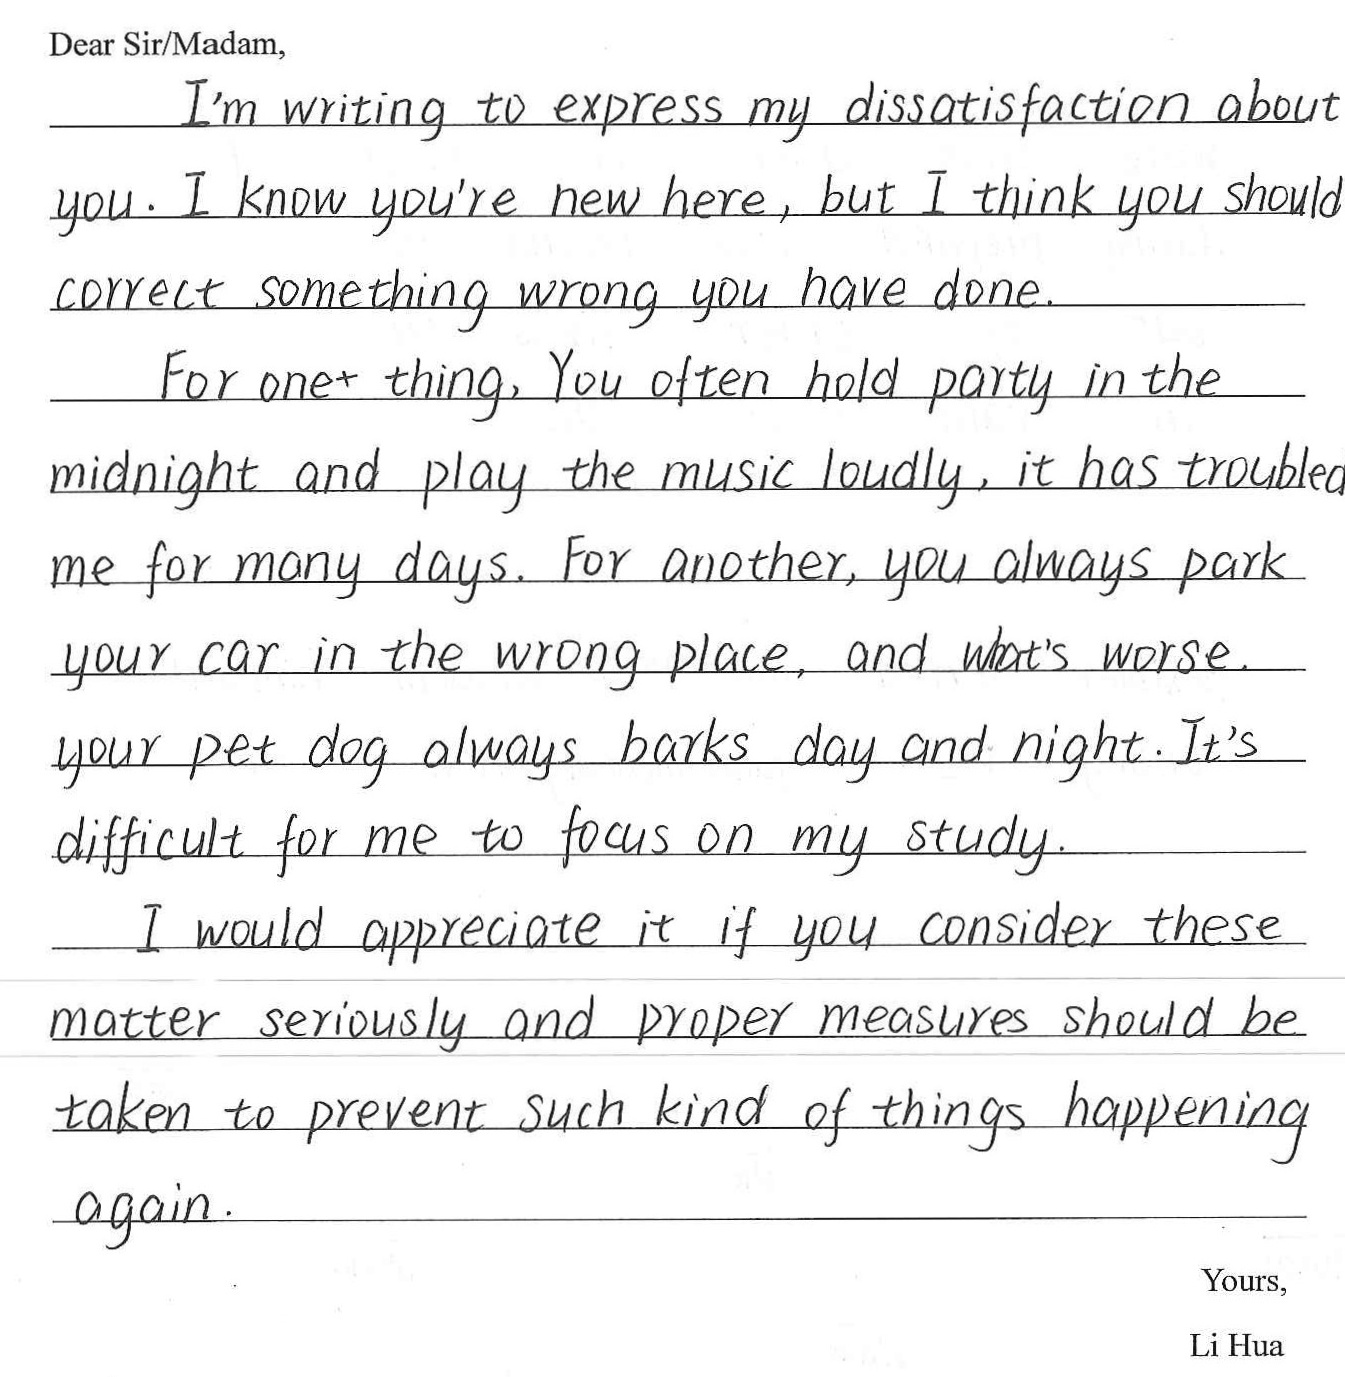 Dear Sir/Madam,
I'm writing to express my dissatisfaction about
you. I know you're new here, but I think you should
correct something wrong you have done.
For one+ thing, You often hold party in the
midnight and play the music loudly, it has troubled
me for many days. For another, you always park
your car in the wrong place, and what's worse.
your pet dog always barks day and night. It's
difficult for me to focus on my study.
I would appreciate it if you consider these
matter seriously and proper measures should be
taken to prevent such kind of things happening
again.
Yours,
Li Hua